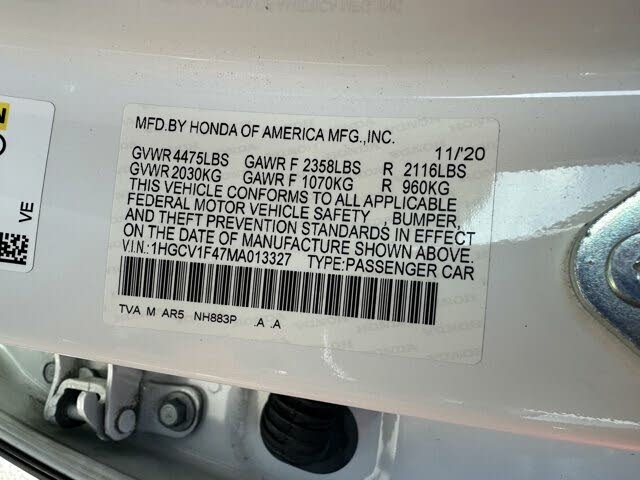 MFD.BY HONDA OF AMERICA MFG.,INC. 11/'20
GVWR 4475LBS GAWR F 2358LBS R 2116LBS
GVWR 2030KG GAWR F 1070KG R 960KG
THIS VEHICLE CONFORMS TO ALL APPLICABLE
FEDERAL MOTOR VEHICLE SAFETY BUMPER,
AND THEFT PREVENTION STANDARDS IN EFFECT
ON THE DATE OF MANUFACTURE SHOWN ABOVE.
V.I.N.: 1HGCV1F47MA013327 TYPE:PASSENGER CAR
TVA M AR5 NH883P .A .A
VE